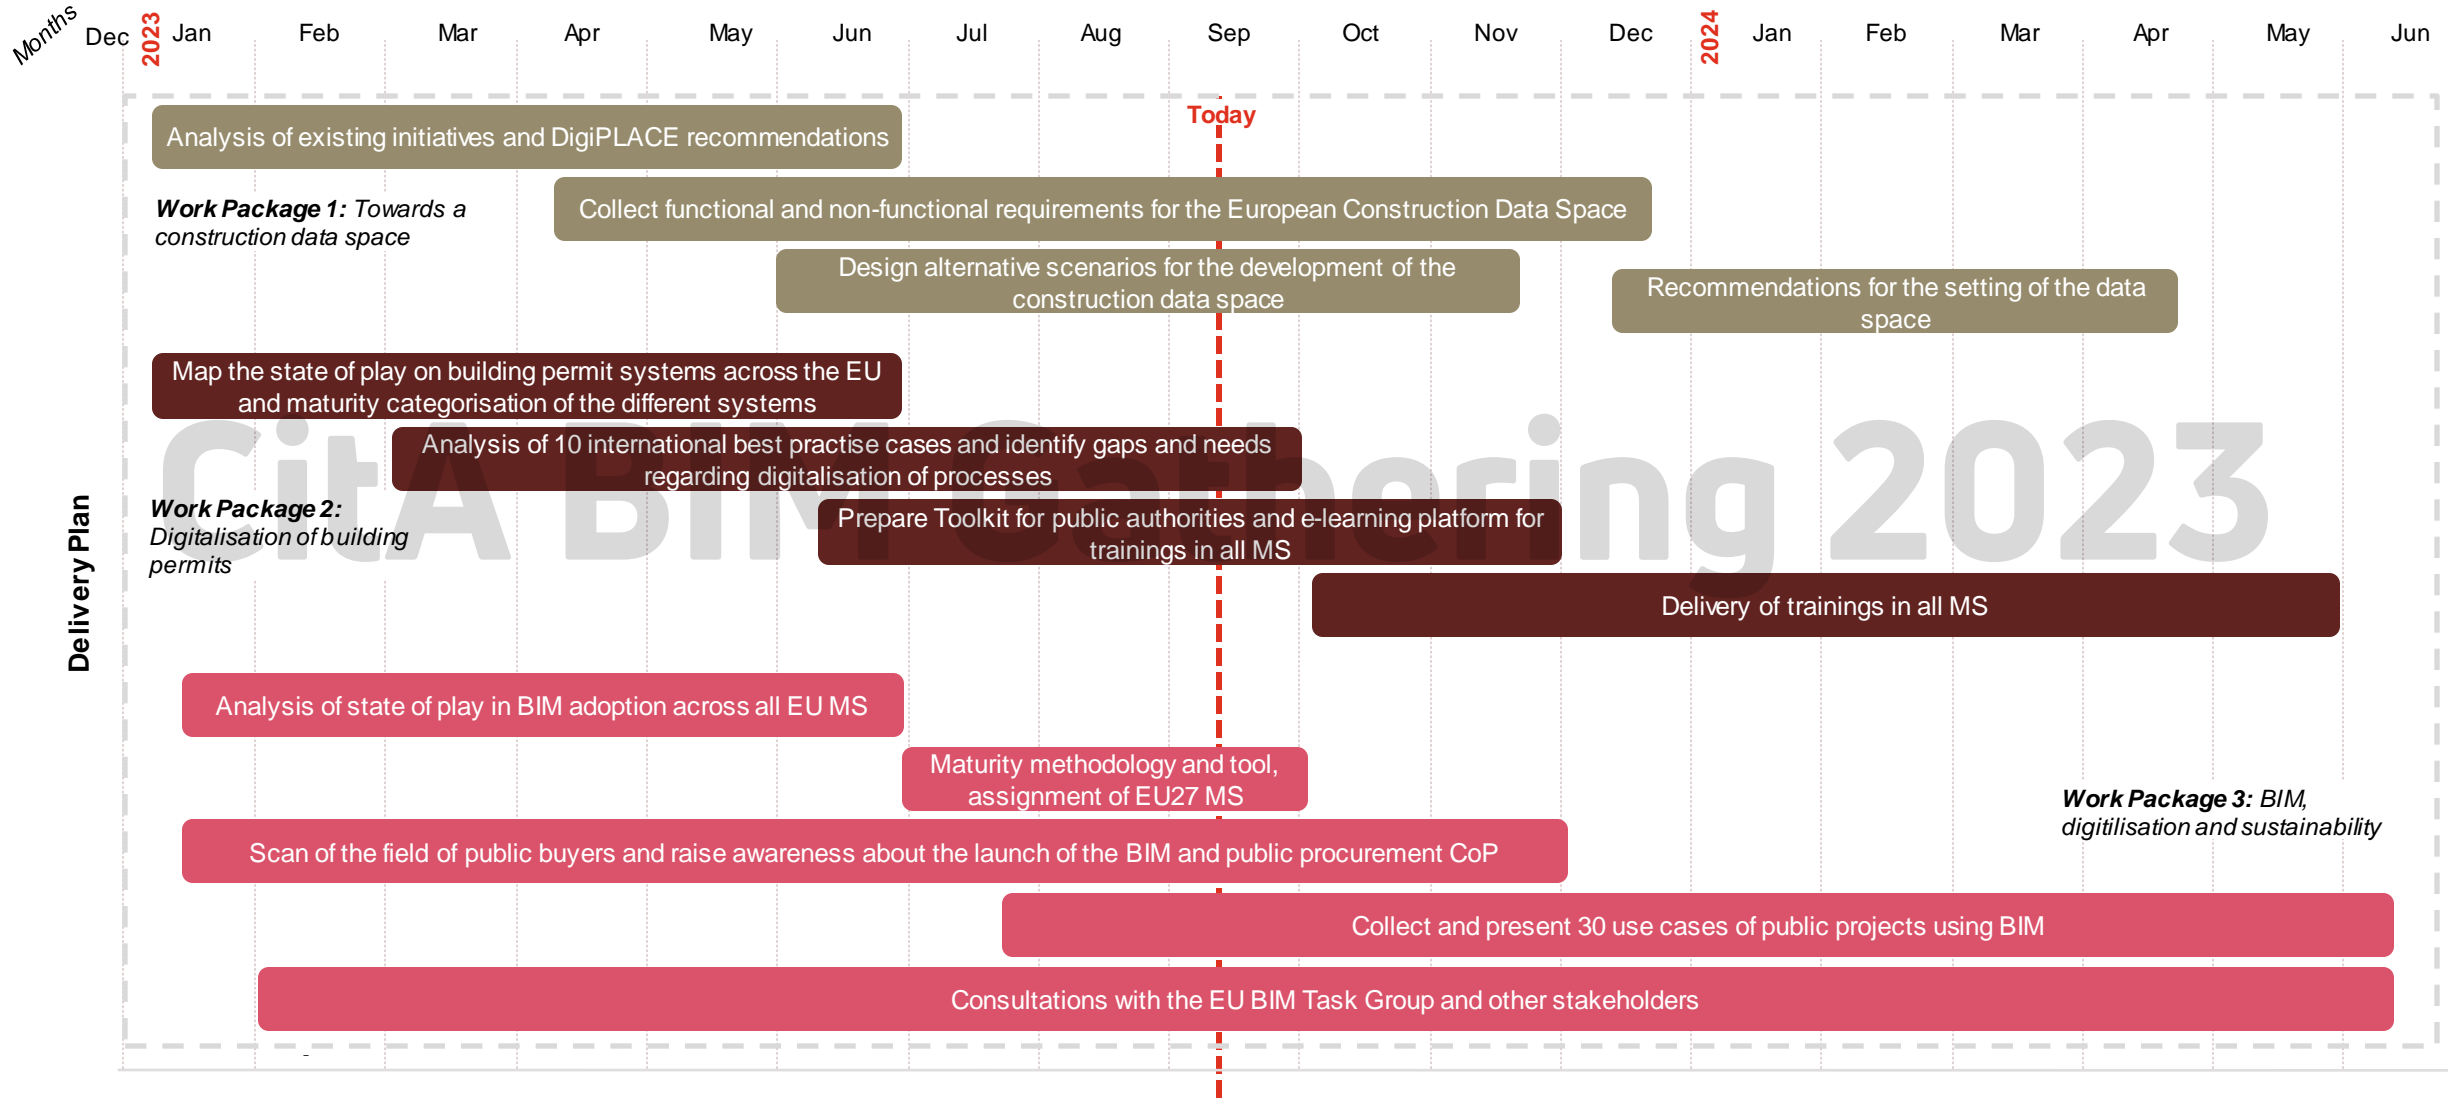 Months
Dec
2023
Jan
Feb
Mar
Apr
May
Jun
Jul
Aug
Sep
Oct
Nov
Dec
2024
Jan
Feb
Mar
Apr
May
Jun
Today
Delivery Plan
Analysis of existing initiatives and DigiPLACE recommendations
Work Package 1: Towards a
construction data space
Collect functional and non-functional requirements for the European Construction Data Space
Design alternative scenarios for the development of the
construction data space
Recommendations for the setting of the data
space
Map the state of play on building permit systems across the EU
and maturity categorisation of the different systems
CitA BIM Gathering 2023
Analysis of 10 international best practise cases and identify gaps and needs
regarding digitalisation of processes
Work Package 2:
Digitalisation of building
permits
Prepare Toolkit for public authorities and e-learning platform for
trainings in all MS
Delivery of trainings in all MS
Analysis of state of play in BIM adoption across all EU MS
Maturity methodology and tool,
assignment of EU27 MS
Work Package 3: BIM,
digitilisation and sustainability
Scan of the field of public buyers and raise awareness about the launch of the BIM and public procurement CoP
Collect and present 30 use cases of public projects using BIM
Consultations with the EU BIM Task Group and other stakeholders